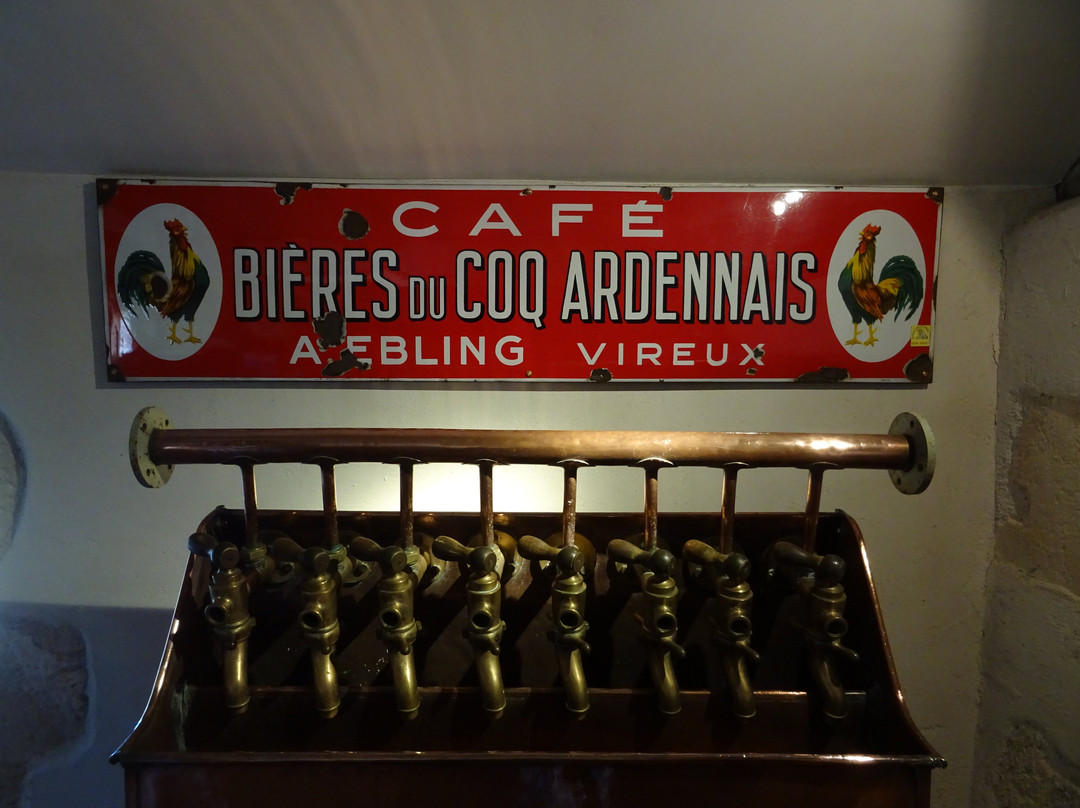 CAFÉ
BIÈRES DU COQ ARDENNAIS
A. EBLING VIREUX